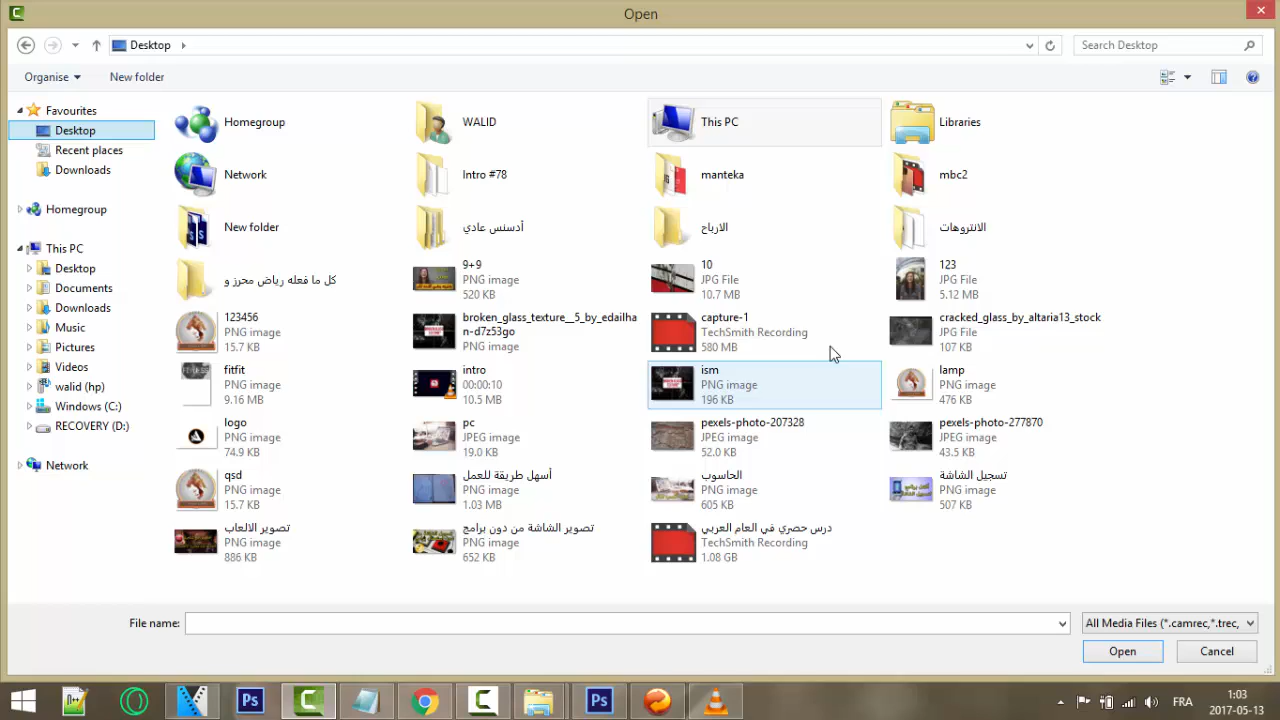 Open
Desktop
Search Desktop
Organise
New folder
Favourites
Desktop
Recent places
Downloads
Homegroup
This PC
Desktop
Documents
Downloads
Music
Pictures
Videos
walid (hp)
Windows (C:)
RECOVERY (D:)
Network
Homegroup
WALID
This PC
Libraries
Network
Intro #78
manteka
mbc2
New folder
أدسنس عادي
الارباح
الانتروهات
كل ما فعله رياض محرز و
9+9
PNG image
520 KB
10
JPG File
10.7 MB
123
JPG File
5.12 MB
123456
PNG image
15.7 KB
broken_glass_texture__5_by_edailha
n-d7z53go
PNG image
capture-1
TechSmith Recording
580 MB
cracked_glass_by_altaria13_stock
JPG File
107 KB
fitfit
PNG image
9.16 MB
intro
00:00:10
10.5 MB
ism
PNG image
196 KB
lamp
PNG image
476 KB
logo
PNG image
74.9 KB
pc
JPEG image
19.0 KB
pexels-photo-207328
JPEG image
52.0 KB
pexels-photo-277870
JPEG image
43.5 KB
qsd
PNG image
15.7 KB
أسهل طريقة للعمل
PNG image
1.03 MB
الحاسوب
PNG image
605 KB
تسجيل الشاشة
PNG image
507 KB
تصوير الالعاب
PNG image
886 KB
تصوير الشاشة من دون برامج
PNG image
652 KB
درس حصري في العام العربي
TechSmith Recording
1.08 GB
File name:
All Media Files (*.camrec,*.trec,
Open
Cancel
FRA
1:03
2017-05-13